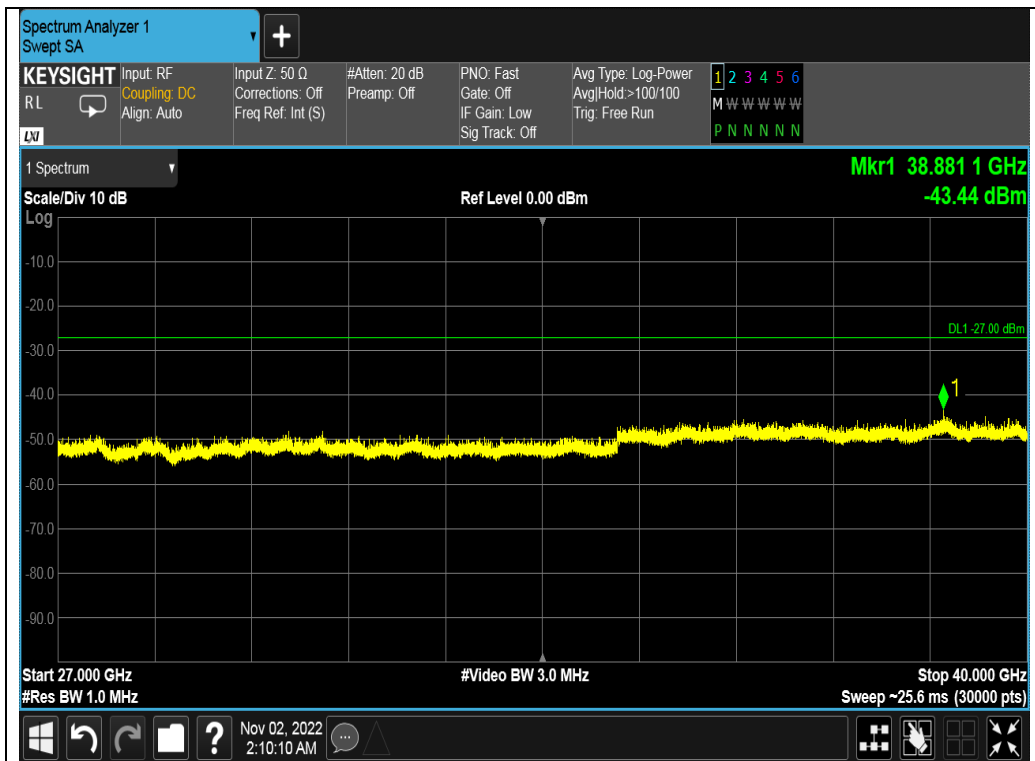 Spectrum Analyzer 1
Swept SA
KEYSIGHT
RL
LXI
Input: RF
Coupling: DC
Align: Auto
Input Z: 50 Ω
Corrections: Off
Freq Ref: Int (S)
#Atten: 20 dB
Preamp: Off
PNO: Fast
Gate: Off
IF Gain: Low
Sig Track: Off
Avg Type: Log-Power
Avg|Hold:>100/100
Trig: Free Run
1 2 3 4 5 6
M W W W W W
P N N N N N
1 Spectrum
Mkr1 38.881 1 GHz
-43.44 dBm
Scale/Div 10 dB
Ref Level 0.00 dBm
Log
-10.0
-20.0
DL1 -27.00 dBm
-30.0
-40.0
1
-50.0
-60.0
-70.0
-80.0
-90.0
Start 27.000 GHz
#Video BW 3.0 MHz
Stop 40.000 GHz
#Res BW 1.0 MHz
Sweep ~25.6 ms (30000 pts)
?
Nov 02, 2022
2:10:10 AM